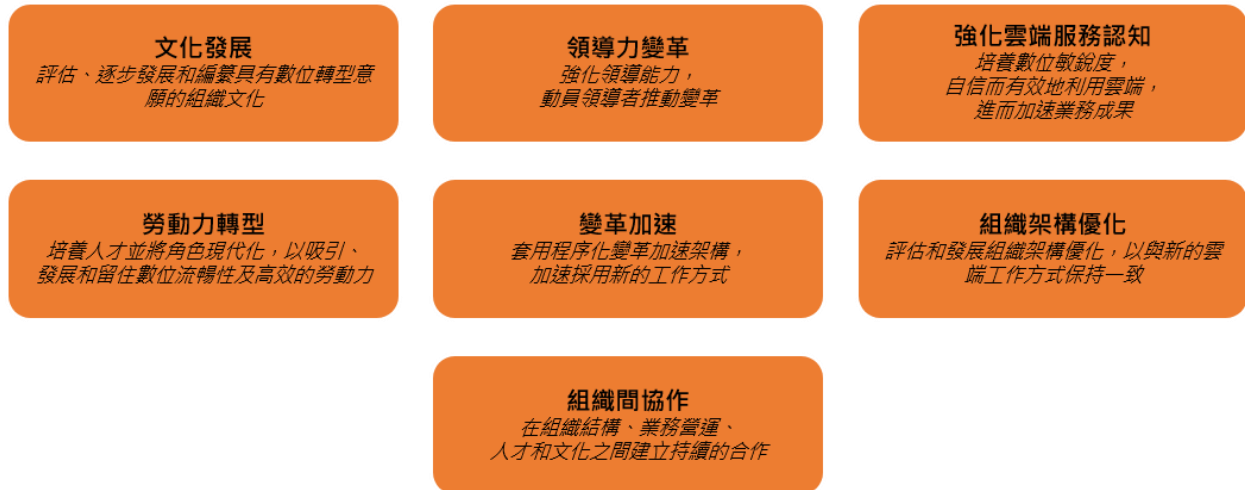 文化發展
評估、逐步發展和編纂具有數位轉型意
願的組織文化
領導力變革
強化領導能力，
動員領導者推動變革
強化雲端服務認知
培養數位敏銳度，
自信而有效地利用雲端，
進而加速業務成果
勞動力轉型
培養人才並將角色現代化，以吸引、
發展和留住數位流暢性及高效的勞動力
變革加速
套用程序化變革加速架構，
加速採用新的工作方式
組織架構優化
評估和發展組織架構優化，以與新的雲
端工作方式保持一致
組織間協作
在組織結構、業務營運、
人才和文化之間建立持續的合作